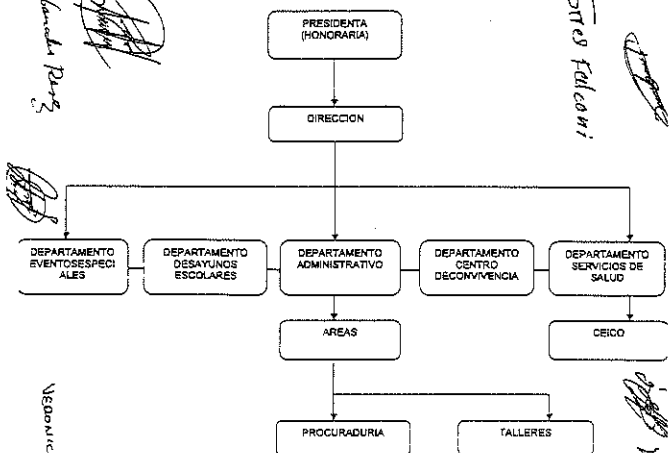 PRESIDENTA
(HONORARIA)
Torres Falconi
DIRECCION
DEPARTAMENTO
EVENTOSESPECI
ALES
DEPARTAMENTO
DESAYUNOS
ESCOLARES
DEPARTAMENTO
ADMINISTRATIVO
DEPARTAMENTO
CENTRO
DECONVIVENCIA
DEPARTAMENTO
SERVICIOS DE
SALUD
AREAS
CEICO
VERONIC
PROCURADURIA
TALLERES